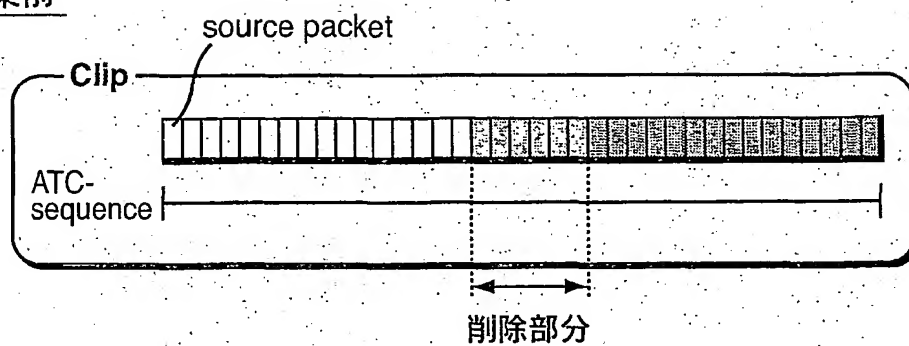 source packet
Clip
ATC-
sequence
削除部分